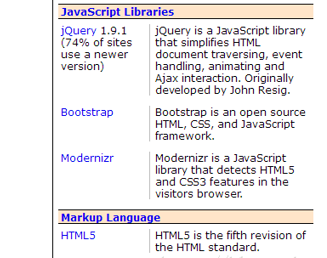 JavaScript Libraries
jQuery 1.9.1
(74% of sites
use a newer
version)
jQuery is a JavaScript library
that simplifies HTML
document traversing, event
handling, animating and
Ajax interaction. Originally
developed by John Resig.
Bootstrap
Bootstrap is an open source
HTML, CSS, and JavaScript
framework.
Modernizr
Modernizr is a JavaScript
library that detects HTML5
and CSS3 features in the
visitors browser.
Markup Language
HTML5
HTML5 is the fifth revision of
the HTML standard.